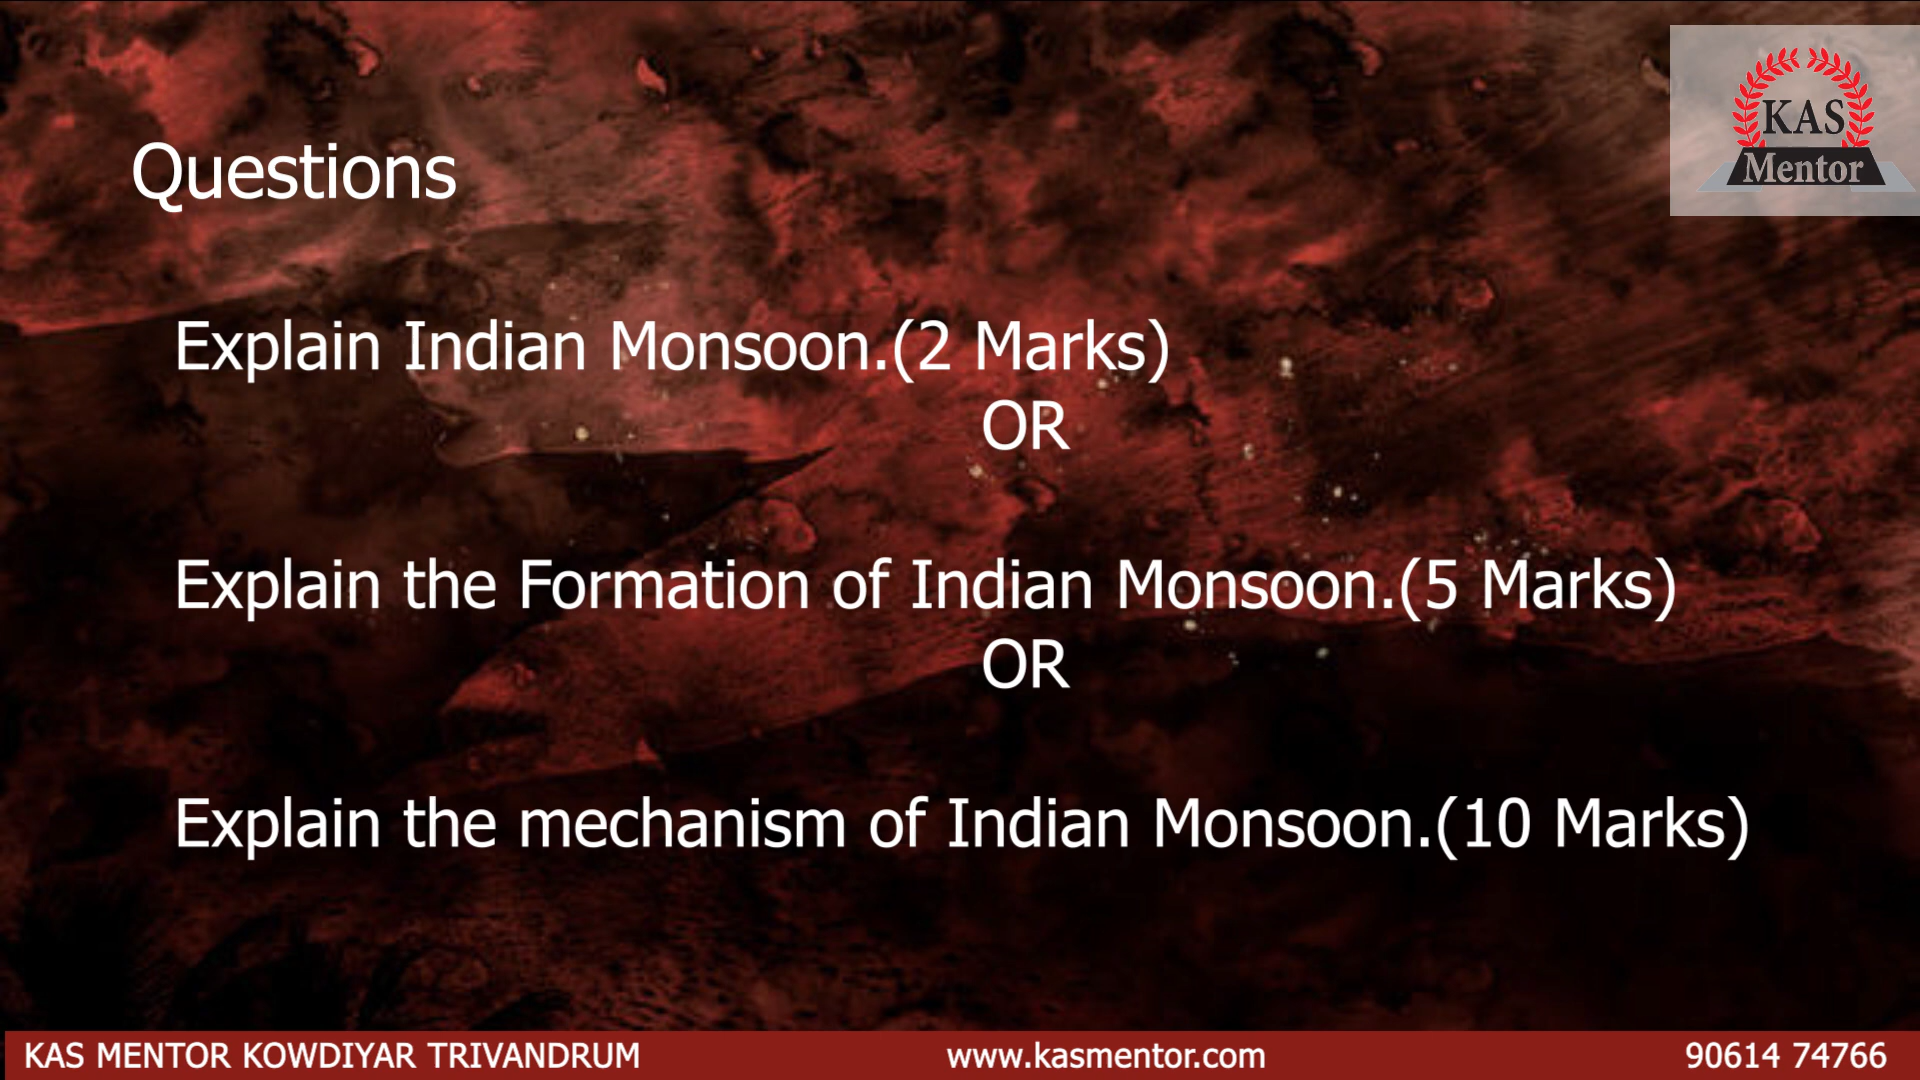 KAS
Mentor
Questions
Explain Indian Monsoon.(2 Marks)
OR
Explain the Formation of Indian Monsoon.(5 Marks)
OR
Explain the mechanism of Indian Monsoon.(10 Marks)
KAS MENTOR KOWDIYAR TRIVANDRUM www.kasmentor.com 90614 74766